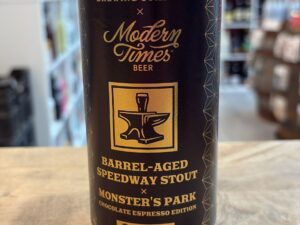 ×
Modern
Times
BEER
BARREL-AGED
SPEEDWAY STOUT
×
MONSTER'S PARK
CHOCOLATE ESPRESSO EDITION